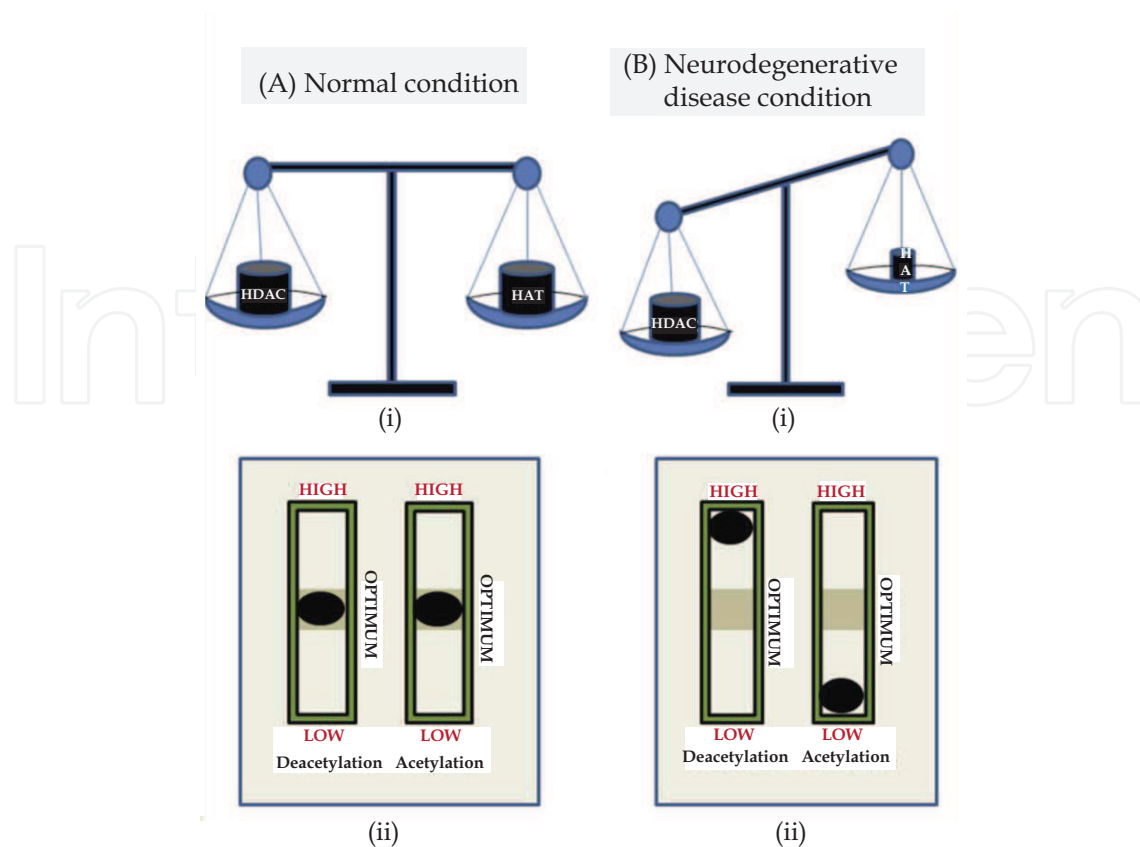 (A) Normal condition
(B) Neurodegenerative
disease condition
HDAC
HAT
(i)
HDAC
H
A
T
(i)
HIGH
HIGH
OPTIMUM
OPTIMUM
LOW
LOW
Deacetylation
Acetylation
(ii)
HIGH
HIGH
OPTIMUM
OPTIMUM
LOW
LOW
Deacetylation
Acetylation
(ii)